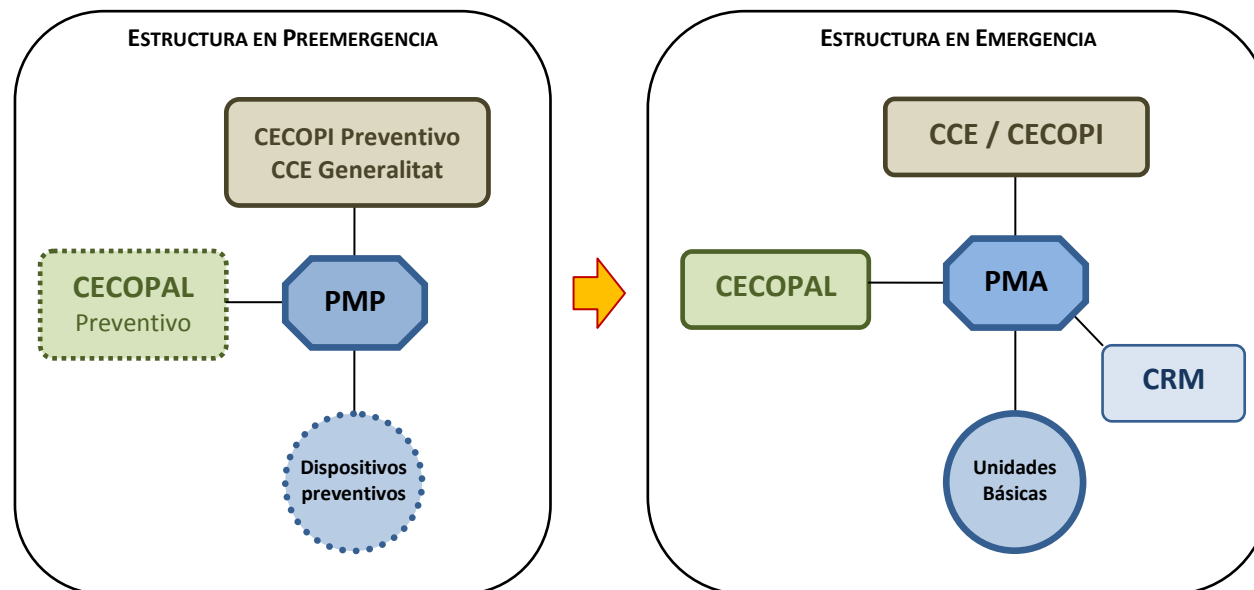 ESTRUCTURA EN PREEMERGENCIA
CECOPI Preventivo
CCE Generalitat
CECOPAL
Preventivo
PMP
Dispositivos
preventivos
ESTRUCTURA EN EMERGENCIA
CCE / CECOPI
CECOPAL
PMA
CRM
Unidades
Básicas